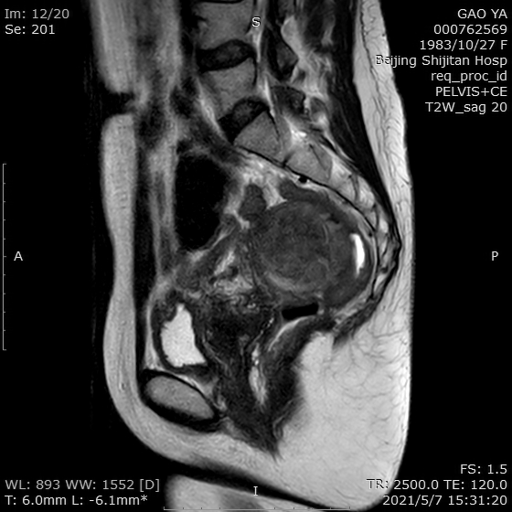 Im: 12/20
Se: 201
S
GAO YA
000762569
1983/10/27 F
Beijing Shijitan Hosp
req_proc_id
PELVIS+CE
T2W_sag 20
A
P
WL: 893 WW: 1552 [D]
T: 6.0mm L: -6.1mm*
I
FS: 1.5
TR: 2500.0 TE: 120.0
2021/5/7 15:31:20